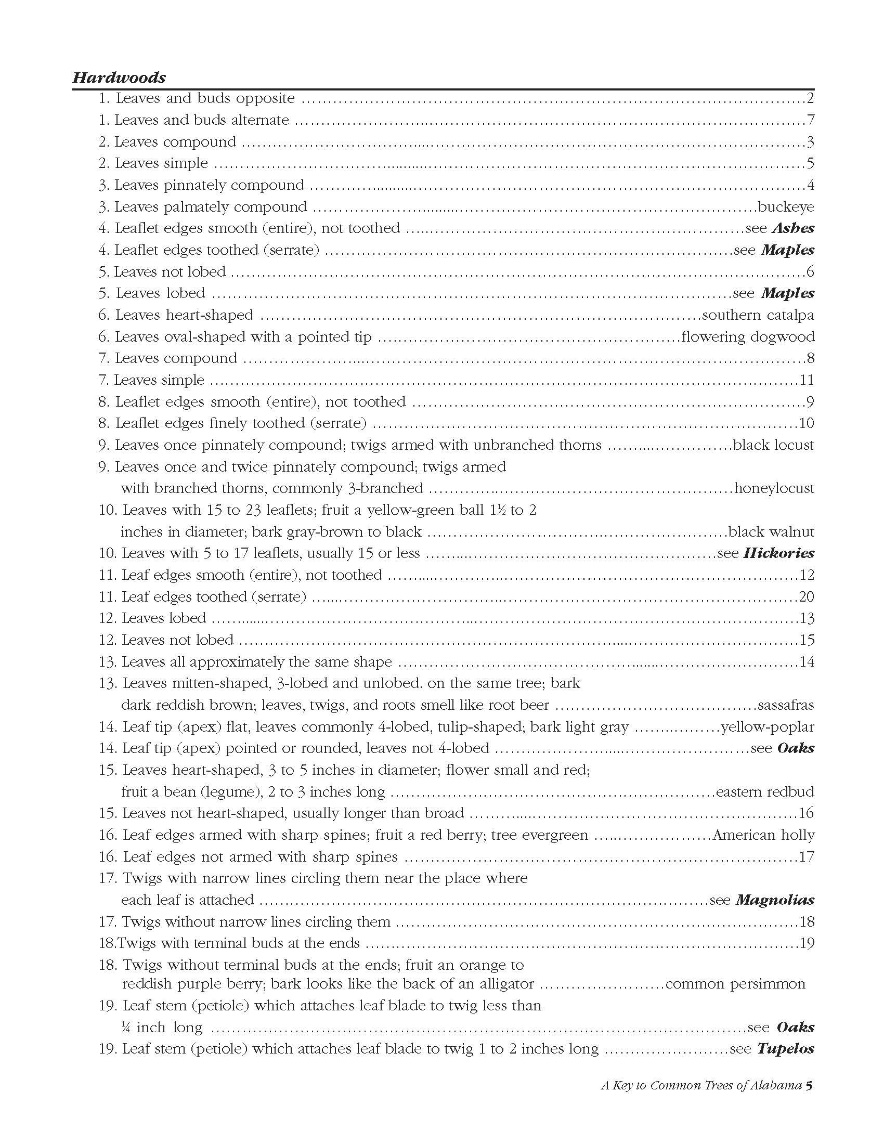 Hardwoods
1. Leaves and buds opposite ........................................2
1. Leaves and buds alternate ........................................7
2. Leaves compound ........................................3
2. Leaves simple ........................................5
3. Leaves pinnately compound ........................................4
3. Leaves palmately compound ........................................buckeye
4. Leaflet edges smooth (entire), not toothed ........................................see Ashes
4. Leaflet edges toothed (serrate) ........................................see Maples
5. Leaves not lobed ........................................6
5. Leaves lobed ........................................see Maples
6. Leaves heart-shaped ........................................southern catalpa
6. Leaves oval-shaped with a pointed tip ........................................flowering dogwood
7. Leaves compound ........................................8
7. Leaves simple ........................................11
8. Leaflet edges smooth (entire), not toothed ........................................9
8. Leaflet edges finely toothed (serrate) ........................................10
9. Leaves once pinnately compound; twigs armed with unbranched thorns ....................black locust
9. Leaves once and twice pinnately compound; twigs armed
with branched thorns, commonly 3-branched ........................................honeylocust
10. Leaves with 15 to 23 leaflets; fruit a yellow-green ball 1½ to 2
inches in diameter; bark gray-brown to black ........................................black walnut
10. Leaves with 5 to 17 leaflets, usually 15 or less ........................................see Hickories
11. Leaf edges smooth (entire), not toothed ........................................12
11. Leaf edges toothed (serrate) ........................................20
12. Leaves lobed ........................................13
12. Leaves not lobed ........................................15
13. Leaves all approximately the same shape ........................................14
13. Leaves mitten-shaped, 3-lobed and unlobed. on the same tree; bark
dark reddish brown; leaves, twigs, and roots smell like root beer ........................................sassafras
14. Leaf tip (apex) flat, leaves commonly 4-lobed, tulip-shaped; bark light gray .................yellow-poplar
14. Leaf tip (apex) pointed or rounded, leaves not 4-lobed ........................................see Oaks
15. Leaves heart-shaped, 3 to 5 inches in diameter; flower small and red;
fruit a bean (legume), 2 to 3 inches long ........................................eastern redbud
15. Leaves not heart-shaped, usually longer than broad ........................................16
16. Leaf edges armed with sharp spines; fruit a red berry; tree evergreen .......................American holly
16. Leaf edges not armed with sharp spines ........................................17
17. Twigs with narrow lines circling them near the place where
each leaf is attached ........................................see Magnolias
17. Twigs without narrow lines circling them ........................................18
18.Twigs with terminal buds at the ends ........................................19
18. Twigs without terminal buds at the ends; fruit an orange to
reddish purple berry; bark looks like the back of an alligator ........................common persimmon
19. Leaf stem (petiole) which attaches leaf blade to twig less than
¼ inch long ........................................see Oaks
19. Leaf stem (petiole) which attaches leaf blade to twig 1 to 2 inches long ........................see Tupelos
A Key to Common Trees of Alabama 5